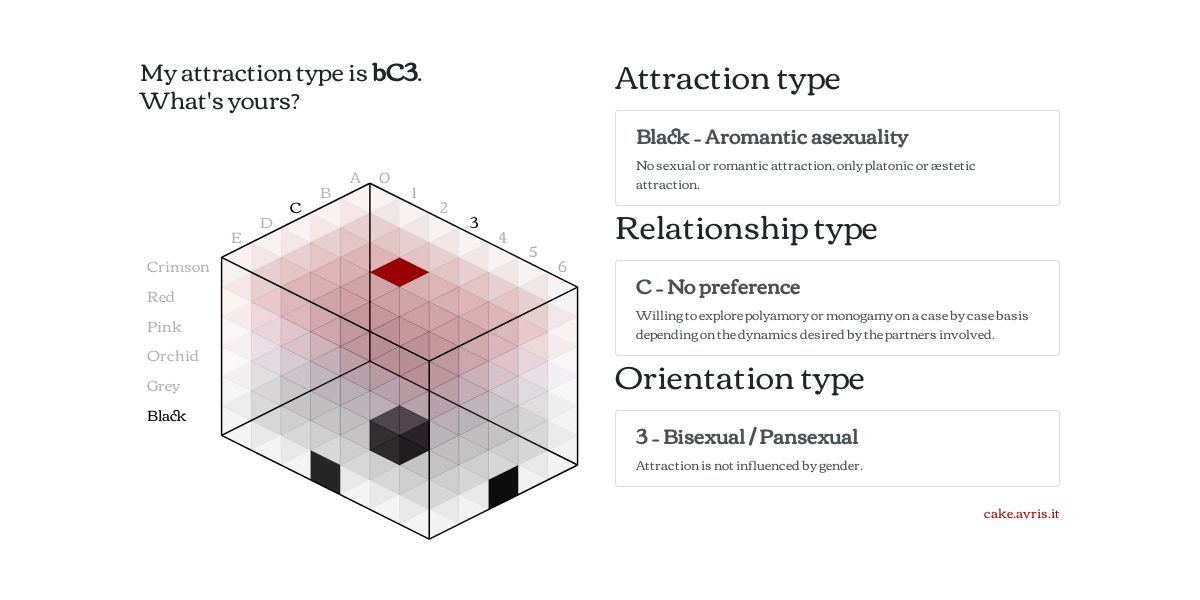 My attraction type is bC3.
What's yours?
A 0
B 1
C 2
D 3
E 4
5
6
Crimson
Red
Pink
Orchid
Grey
Black
Attraction type
Black - Aromantic asexuality
No sexual or romantic attraction, only platonic or æstetic
attraction.
Relationship type
C - No preference
Willing to explore polyamory or monogamy on a case by case basis
depending on the dynamics desired by the partners involved.
Orientation type
3 - Bisexual / Pansexual
Attraction is not influenced by gender.
cake.avris.it